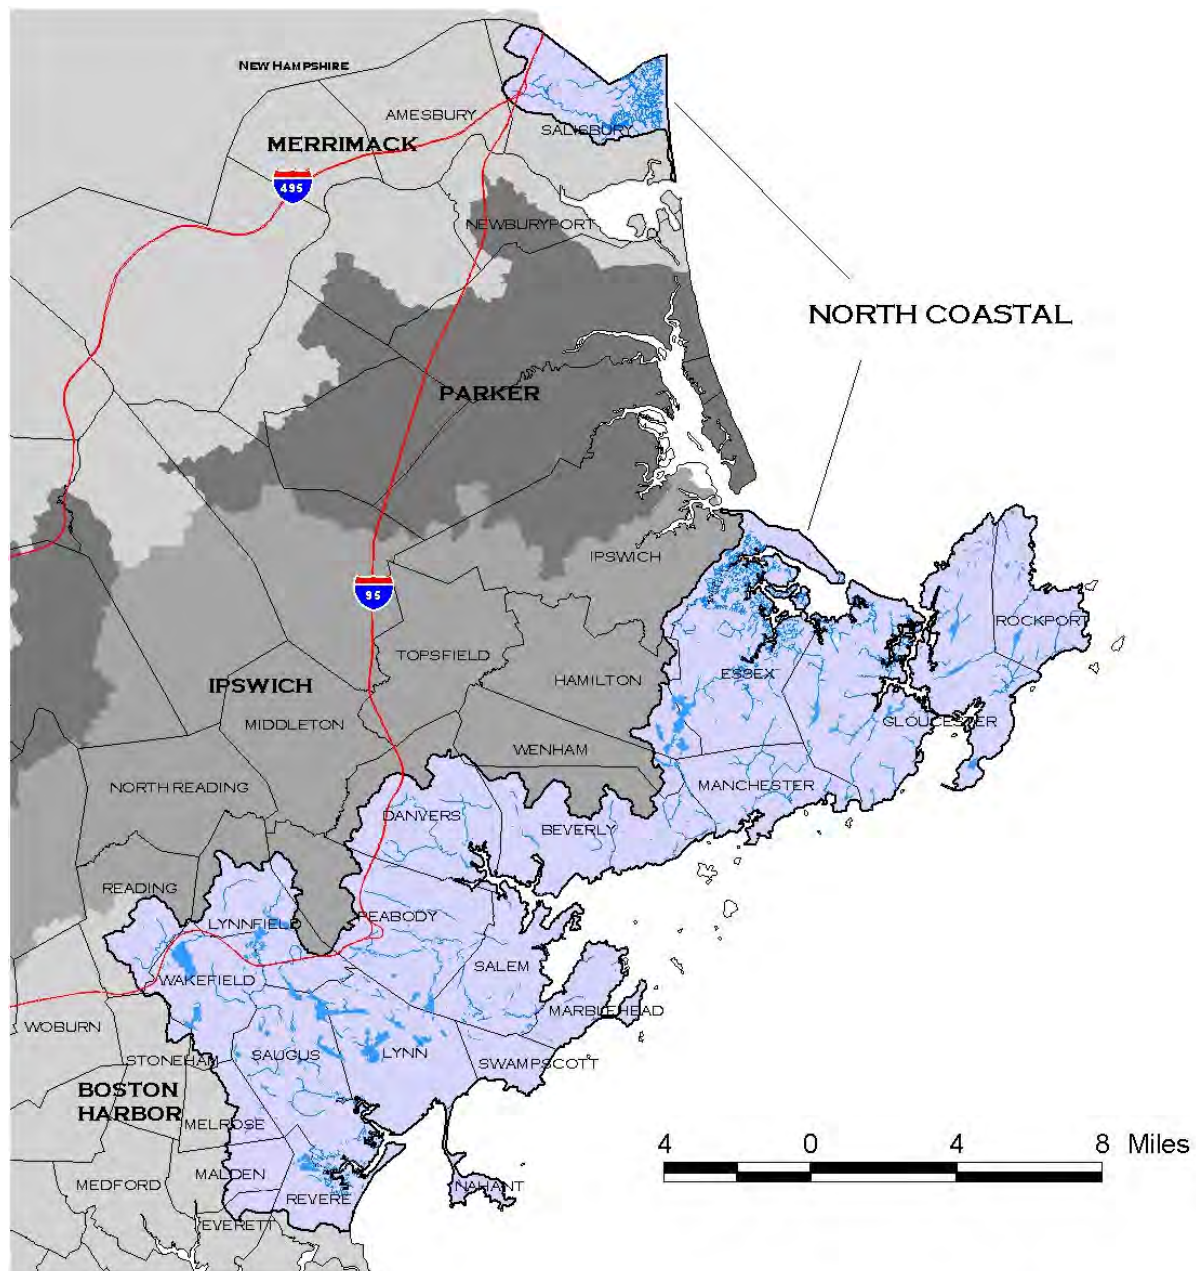 NEW HAMPSHIRE
AMESBURY
SALISBURY
MERRIMACK
495
NEWBURYPORT
NORTH COASTAL
PARKER
IPSWICH
95
ROCKPORT
TOPSFIELD
ESSEX
HAMILTON
IPSWICH
MIDDLETON
GLOUCESTER
WENHAM
NORTH READING
MANCHESTER
DANVERS
BEVERLY
READING
LYNNFIELD
PEABODY
SALEM
WAKEFIELD
MARBLEHEAD
WOBURN
STONEHAM
SAUGUS
LYNN
SWAMPSCOTT
BOSTON
HARBOR
MELROSE
4 0 4 8 Miles
MALDEN
MEDFORD
NAHANT
REVERE
EVERETT